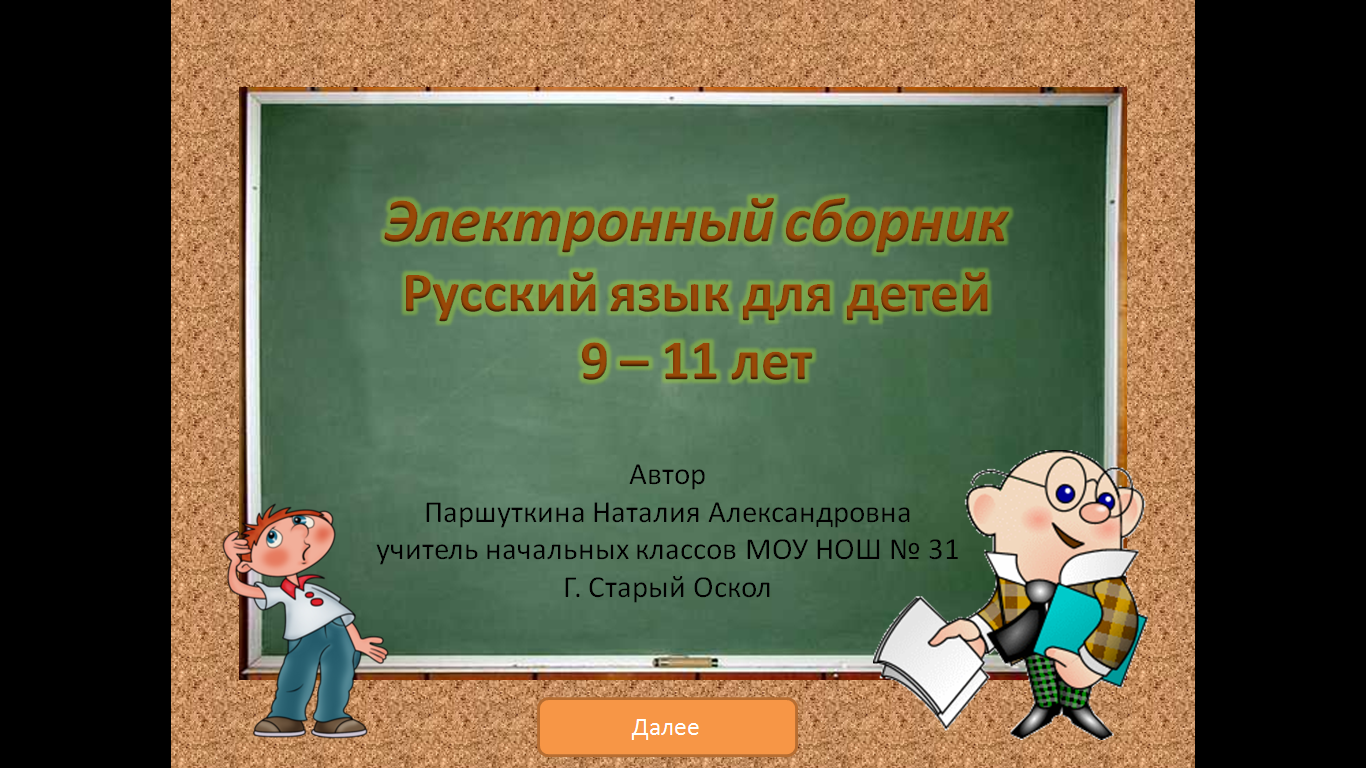 Электронный сборник
Русский язык для детей
9 – 11 лет
Автор
Паршуткина Наталия Александровна
учитель начальных классов МОУ НОШ № 31
Г. Старый Оскол
Далее